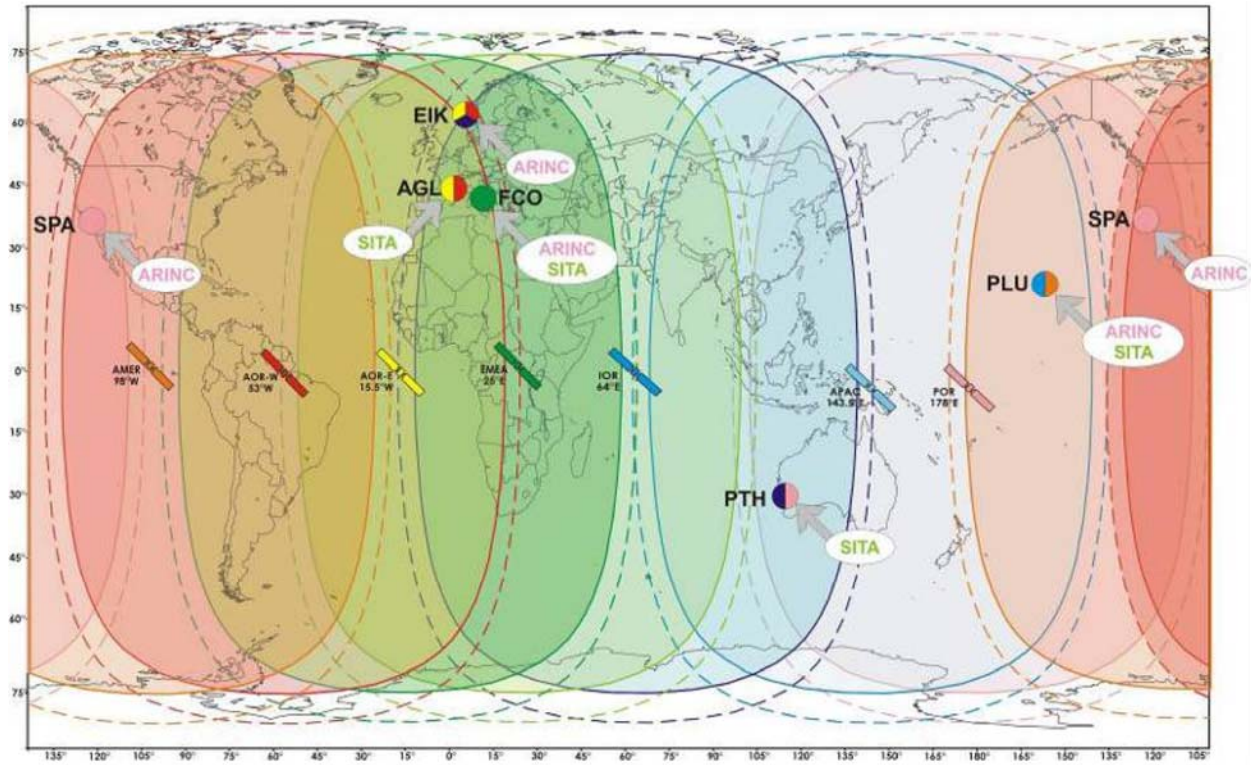 75°
60°
EIK
ARINC
45°
AGL
FCO
SITA
ARINC
SITA
SPA
ARINC
SPA
ARINC
30°
PLU
ARINC
SITA
15°
0°
AMER
98°W
AOR-W
53°W
AOR-E
15.5°W
EMEA
25°E
IOR
64°E
APAC
143.5°E
POR
178°E
15°
30°
PTH
SITA
45°
60°
75°
135° 120° 105° 90° 75° 60° 45° 30° 15° 0° 15° 30° 45° 60° 75° 90° 105° 120° 135° 150° 165° 180° 165° 150° 135° 120° 105°